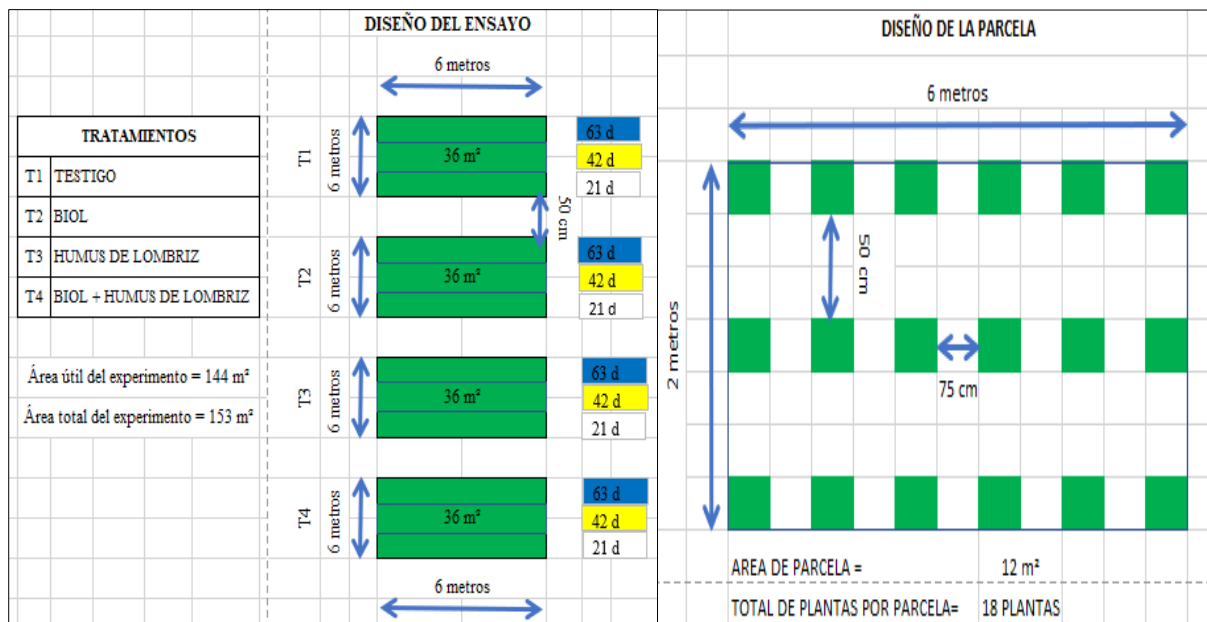 DISEÑO DEL ENSAYO
6 metros
TRATAMIENTOS
T1 TESTIGO
T2 BIOL
T3 HUMUS DE LOMBRIZ
T4 BIOL + HUMUS DE LOMBRIZ
Área útil del experimento = 144 m²
Área total del experimento = 153 m²
T1
6 metros
36 m²
63 d
42 d
21 d
50 cm
T2
6 metros
36 m²
63 d
42 d
21 d
T3
6 metros
36 m²
63 d
42 d
21 d
T4
6 metros
36 m²
63 d
42 d
21 d
6 metros
DISEÑO DE LA PARCELA
6 metros
2 metros
50 cm
75 cm
AREA DE PARCELA = 12 m²
TOTAL DE PLANTAS POR PARCELA= 18 PLANTAS